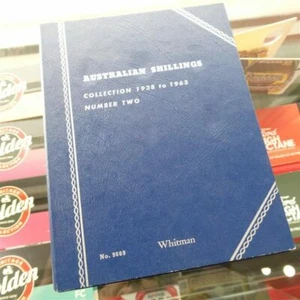 AUSTRALIAN SHILLINGS
COLLECTION 1938 to 1963
NUMBER TWO
Whitman